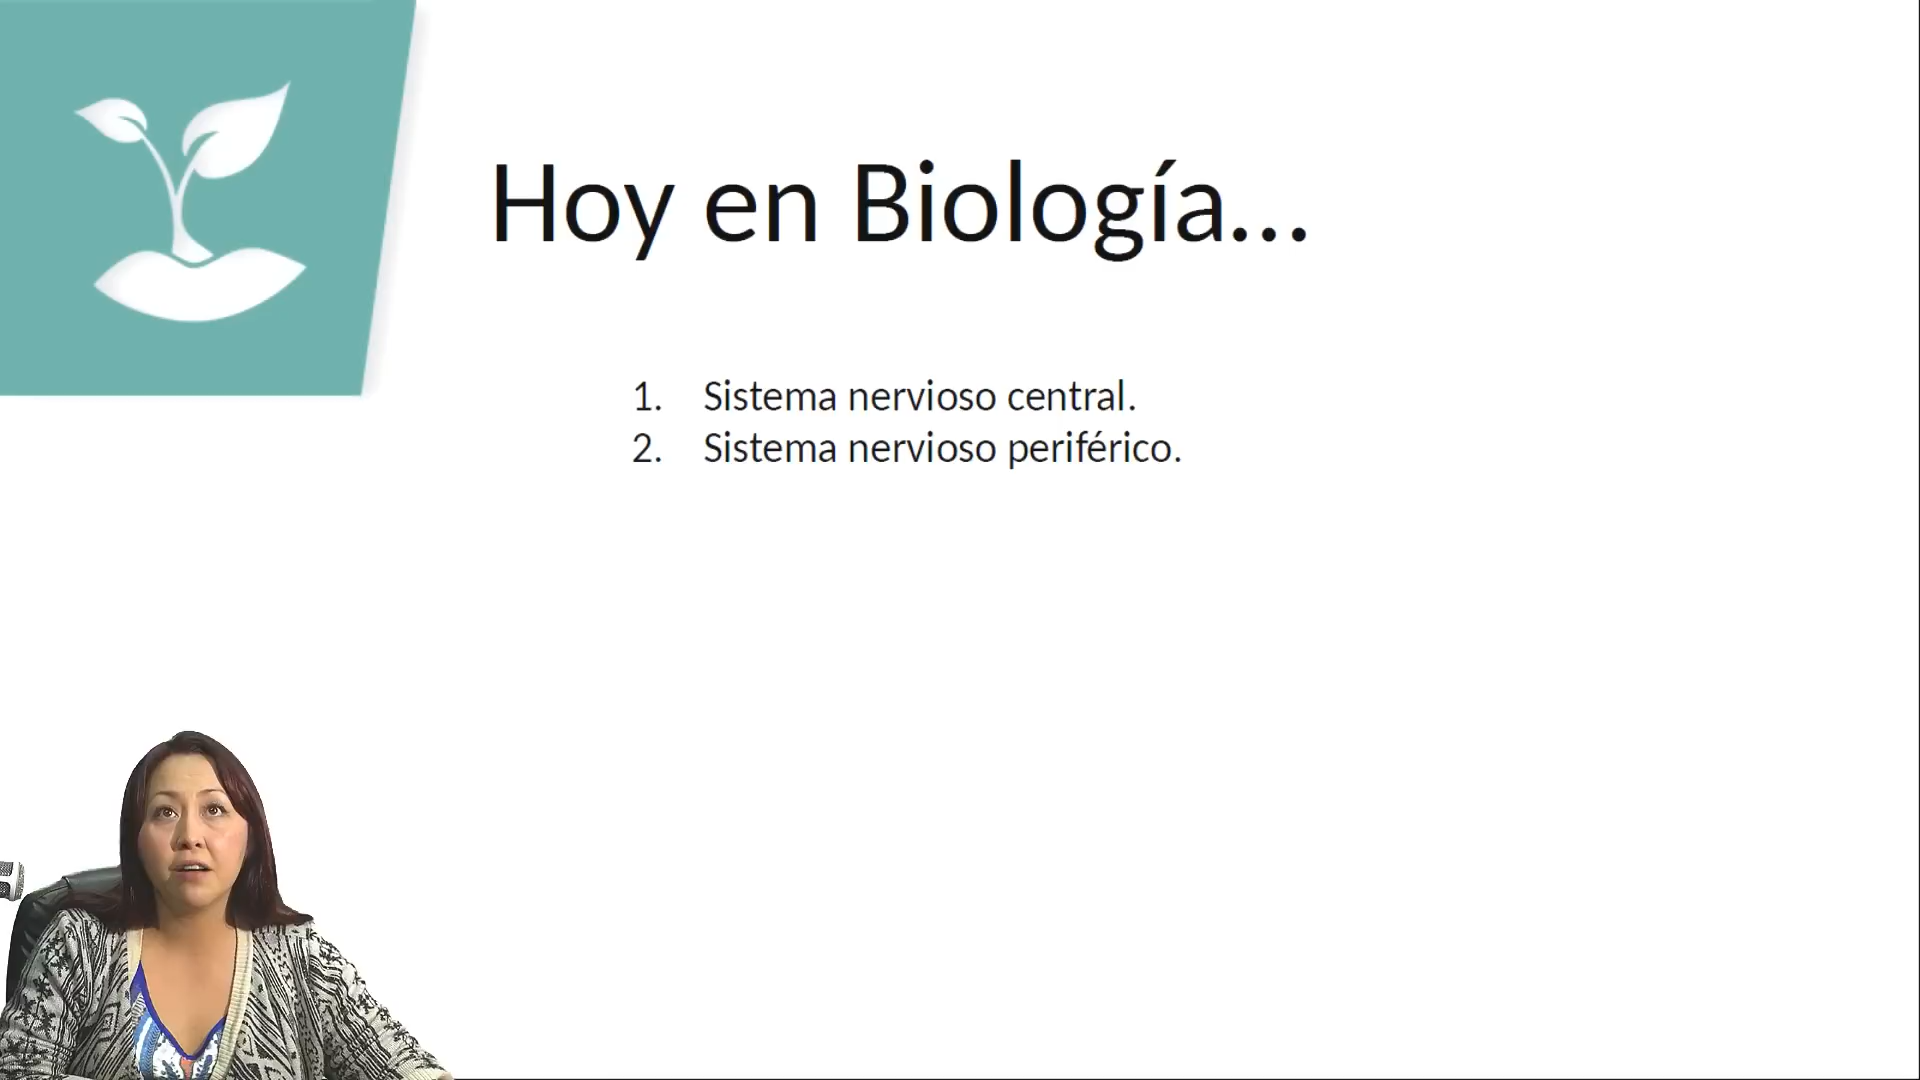 Hoy en Biología...
1. Sistema nervioso central.
2. Sistema nervioso periférico.